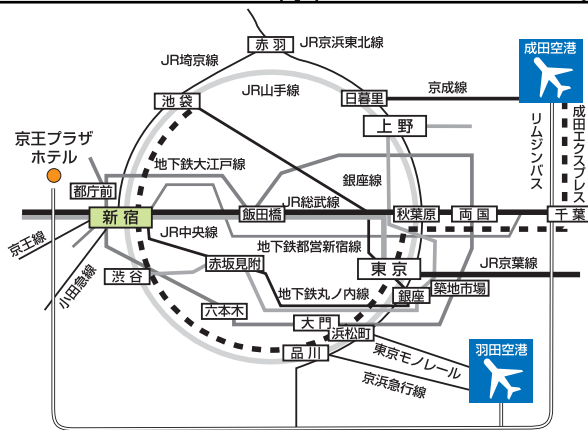 赤羽
JR京浜東北線
JR埼京線
成田空港
池袋
JR山手線
日暮里
京成線
上野
リムジンバス
成田エクスプレス
京王プラザ
ホテル
地下鉄大江戸線
銀座線
都庁前
JR総武線
新宿
飯田橋
秋葉原
両国
千葉
JR中央線
地下鉄都営新宿線
京王線
小田急線
渋谷
赤坂見附
東京
JR京葉線
地下鉄丸ノ内線
銀座
築地市場
六本木
大門
浜松町
品川
東京モノレール
羽田空港
京浜急行線